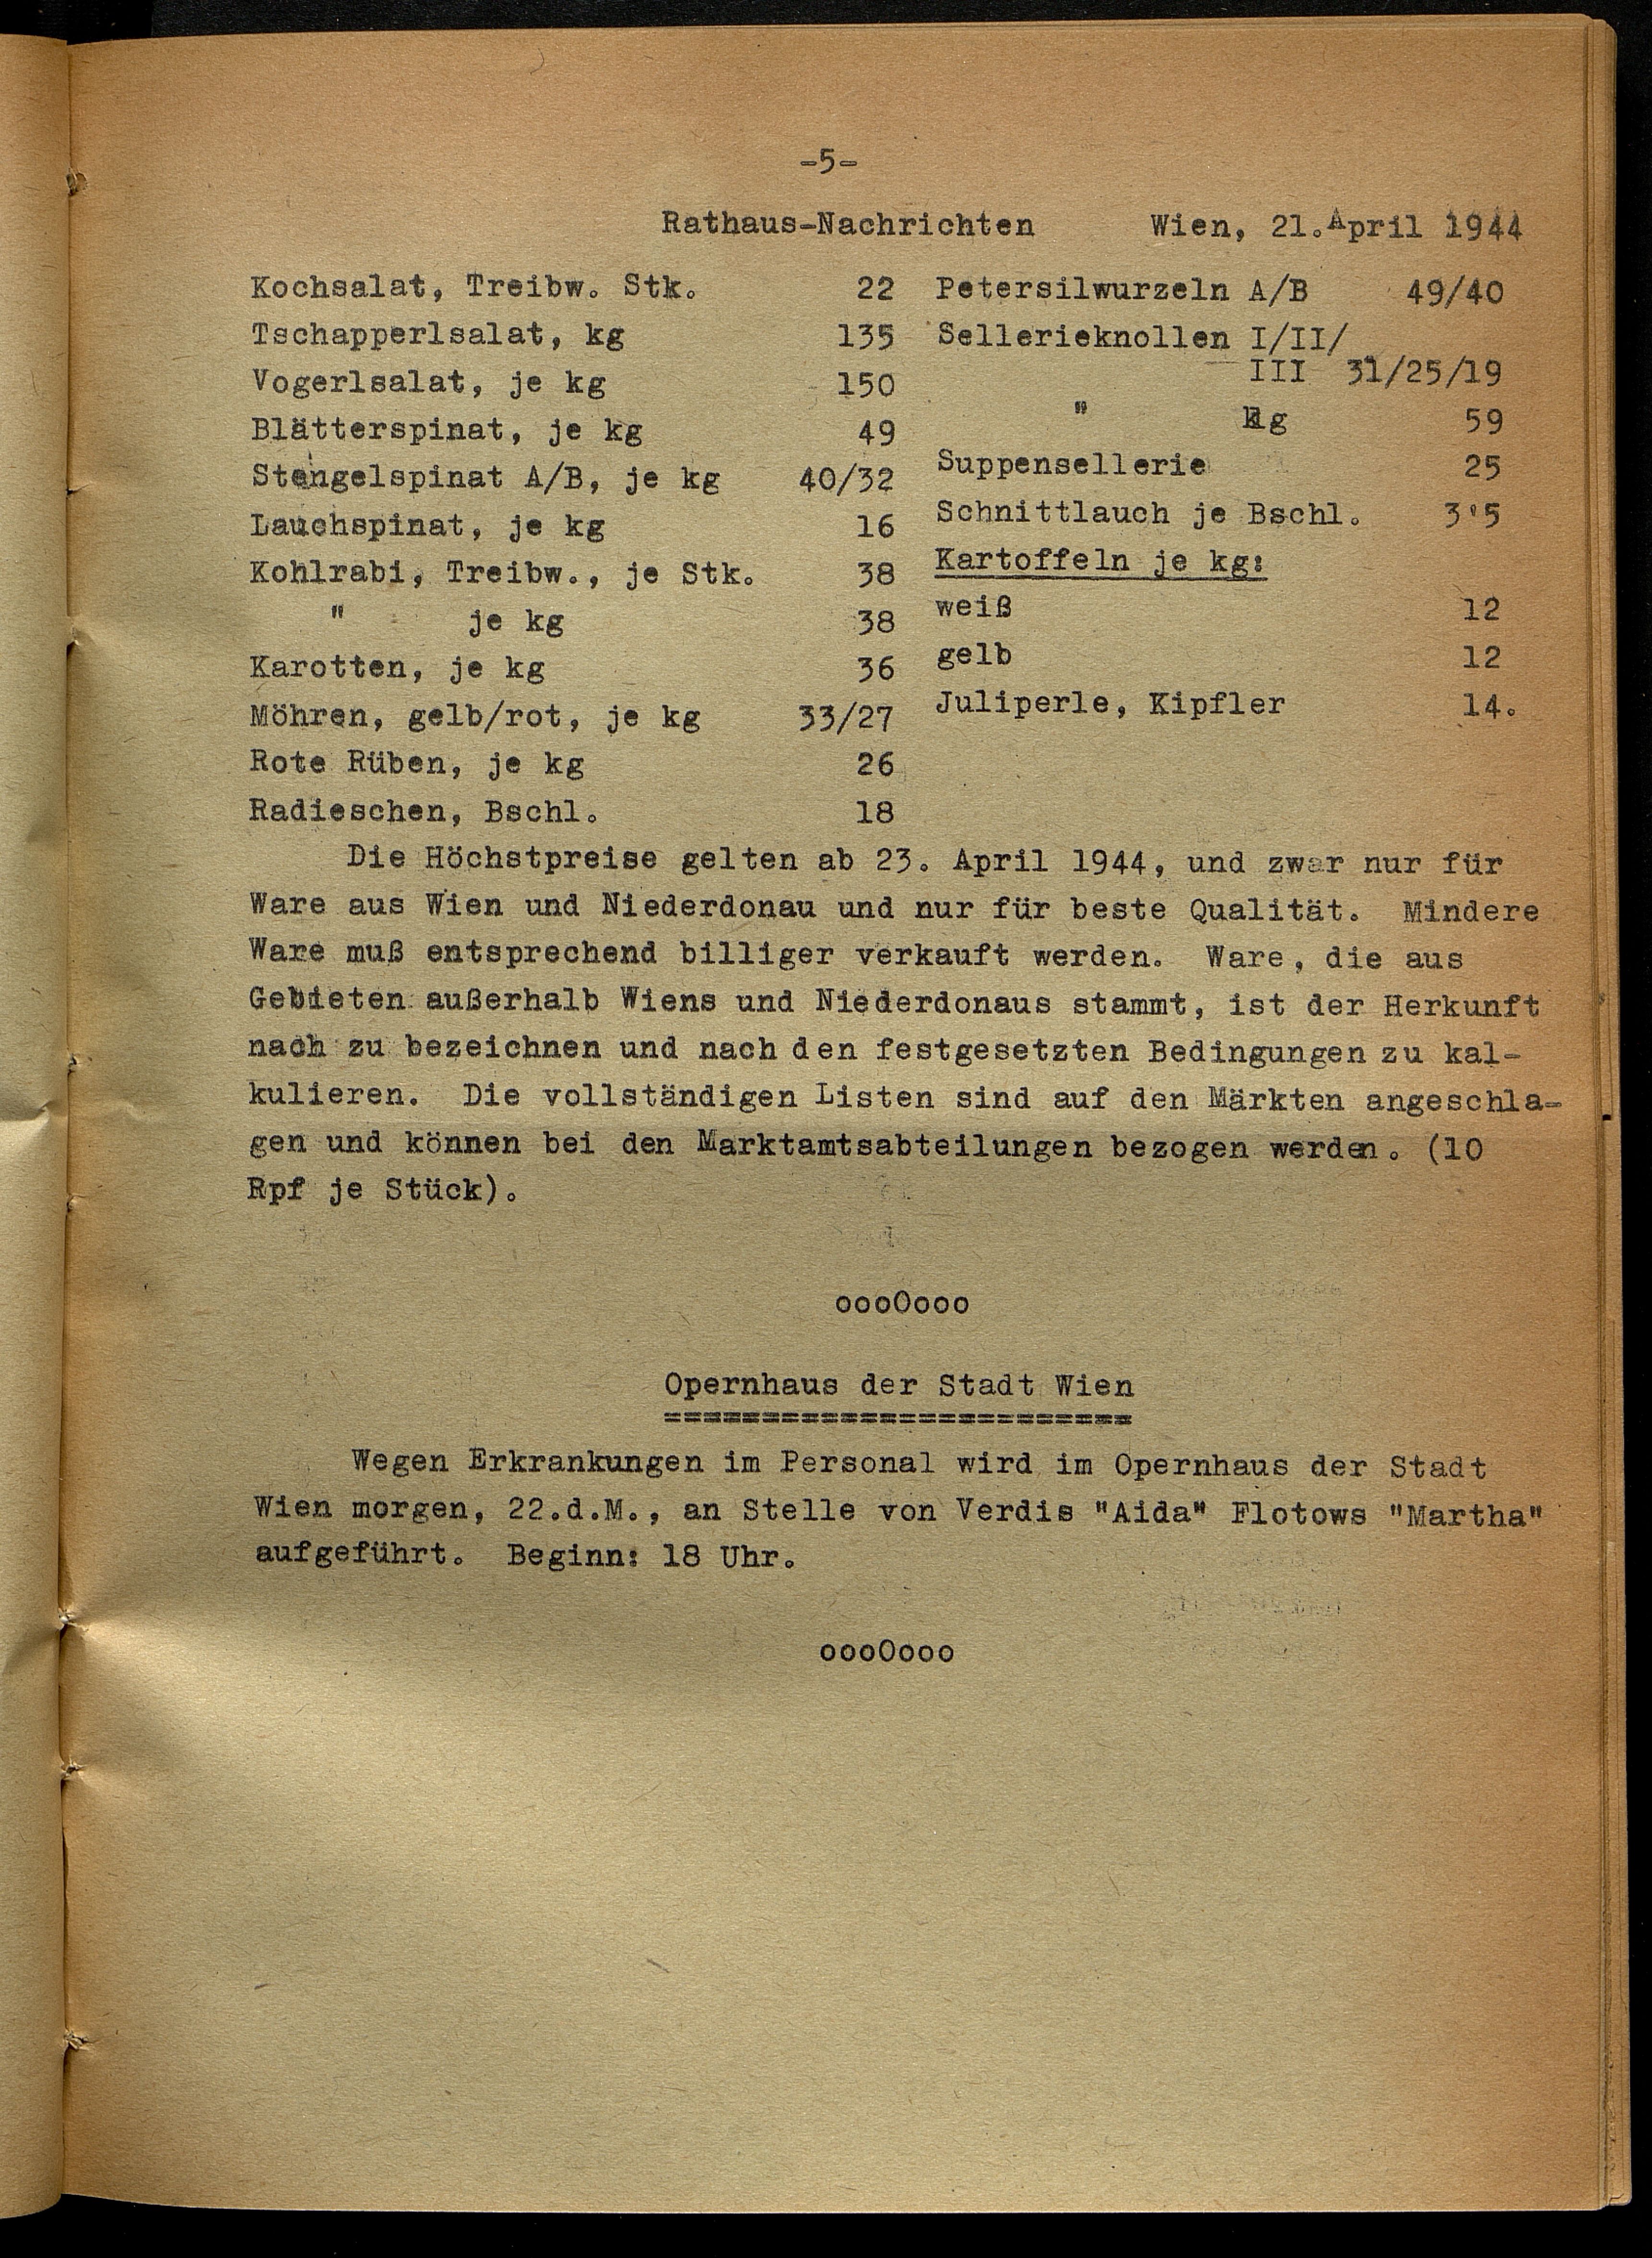 -5-
Rathaus-Nachrichten Wien, 21.April 1944
Kochsalat, Treibw. Stk. 22
Tschapperlsalat, kg 135
Vogerlsalat, je kg 150
Blätterspinat, je kg 49
Stengelspinat A/B, je kg 40/32
Lauchspinat, je kg 16
Kohlrabi, Treibw., je Stk. 38
" je kg 38
Karotten, je kg 36
Möhren, gelb/rot, je kg 33/27
Rote Rüben, je kg 26
Radieschen, Bschl. 18
Petersilwurzeln A/B 49/40
Sellerieknollen I/II/
III 31/25/19
" kg 59
Suppensellerie 25
Schnittlauch je Bschl. 3'5
Kartoffeln je kg:
weiß 12
gelb 12
Juliperle, Kipfler 14.
Die Höchstpreise gelten ab 23. April 1944, und zwar nur für
Ware aus Wien und Niederdonau und nur für beste Qualität. Mindere
Ware muß entsprechend billiger verkauft werden. Ware, die aus
Gebieten außerhalb Wiens und Niederdonaus stammt, ist der Herkunft
nach zu bezeichnen und nach den festgesetzten Bedingungen zu kal-
kulieren. Die vollständigen Listen sind auf den Märkten angeschla-
gen und können bei den Marktamtsabteilungen bezogen werden. (10
Rpf je Stück).
oooOooo
Opernhaus der Stadt Wien
========================
Wegen Erkrankungen im Personal wird im Opernhaus der Stadt
Wien morgen, 22.d.M., an Stelle von Verdis "Aida" Flotows "Martha"
aufgeführt. Beginn: 18 Uhr.
oooOooo